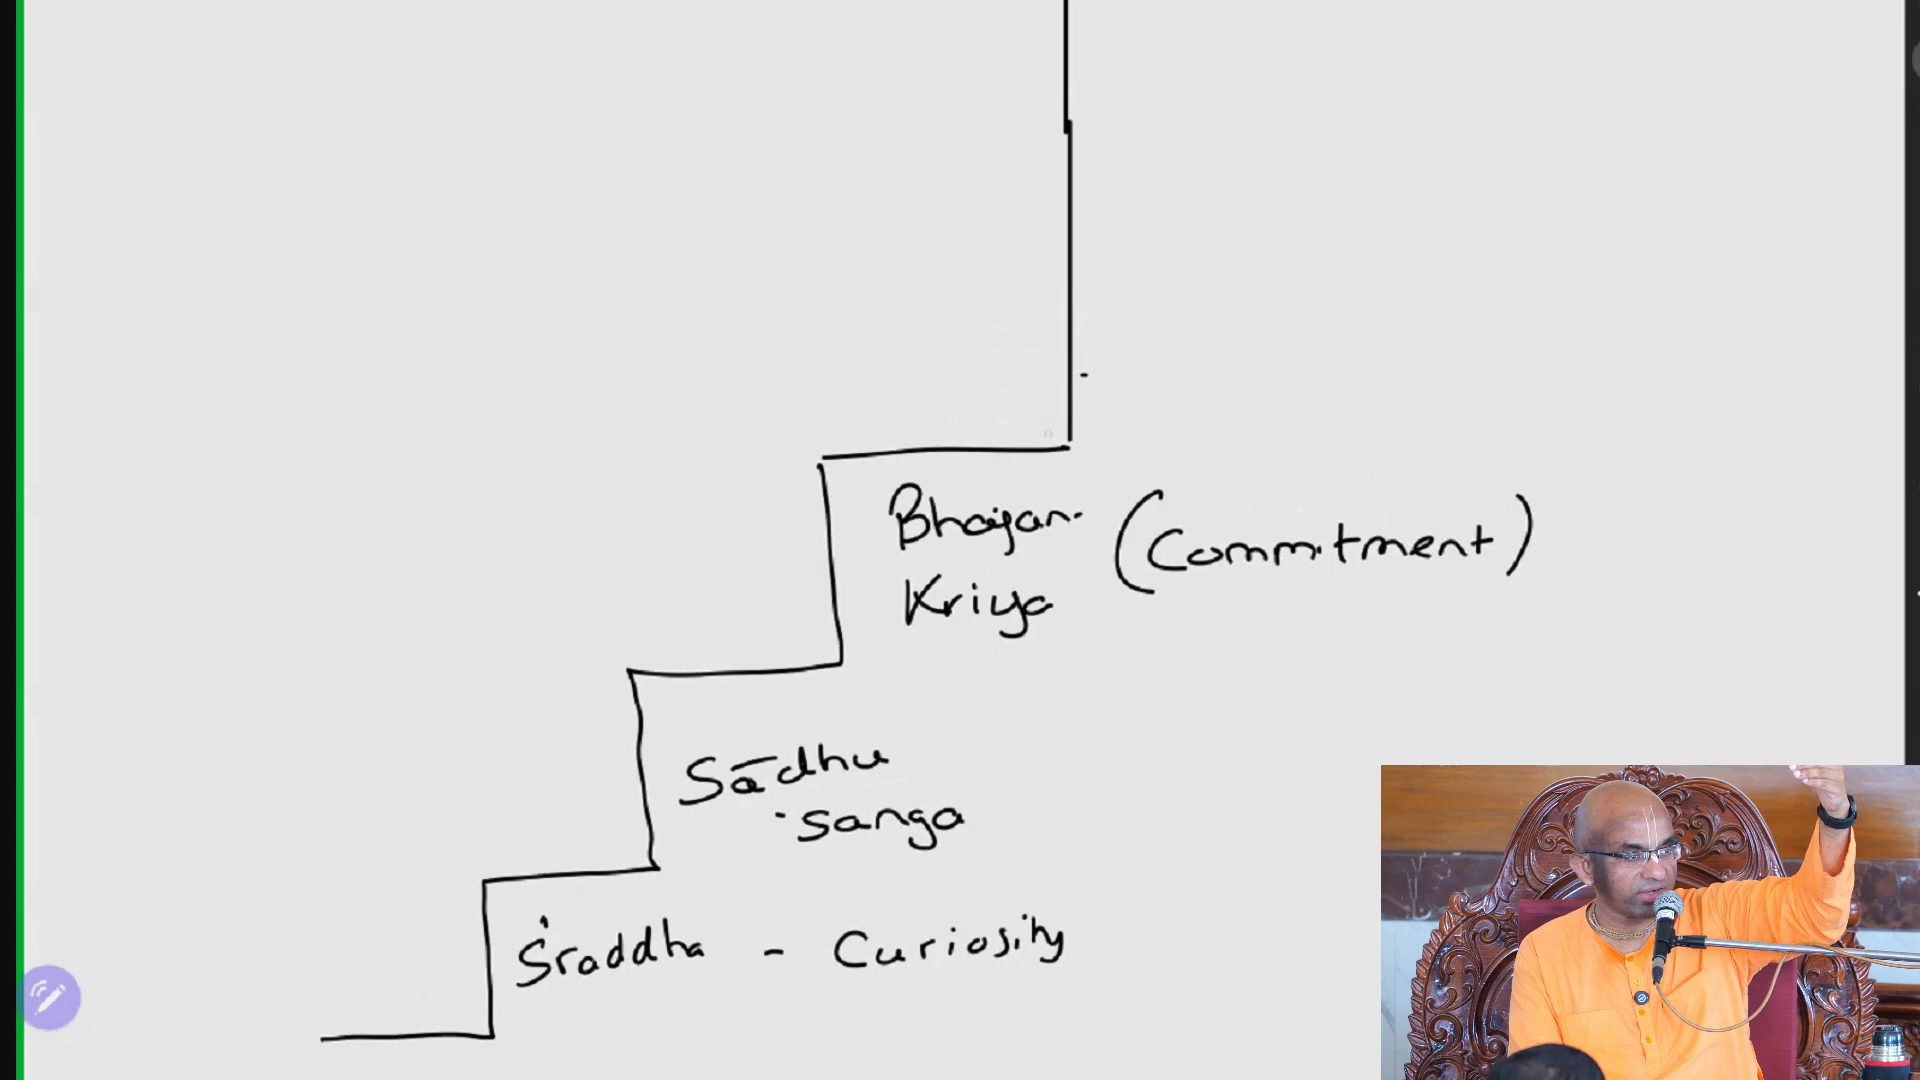 Bhajan
Kriya
(Commitment)
Sādhu
sanga
Śraddha - Curiosity